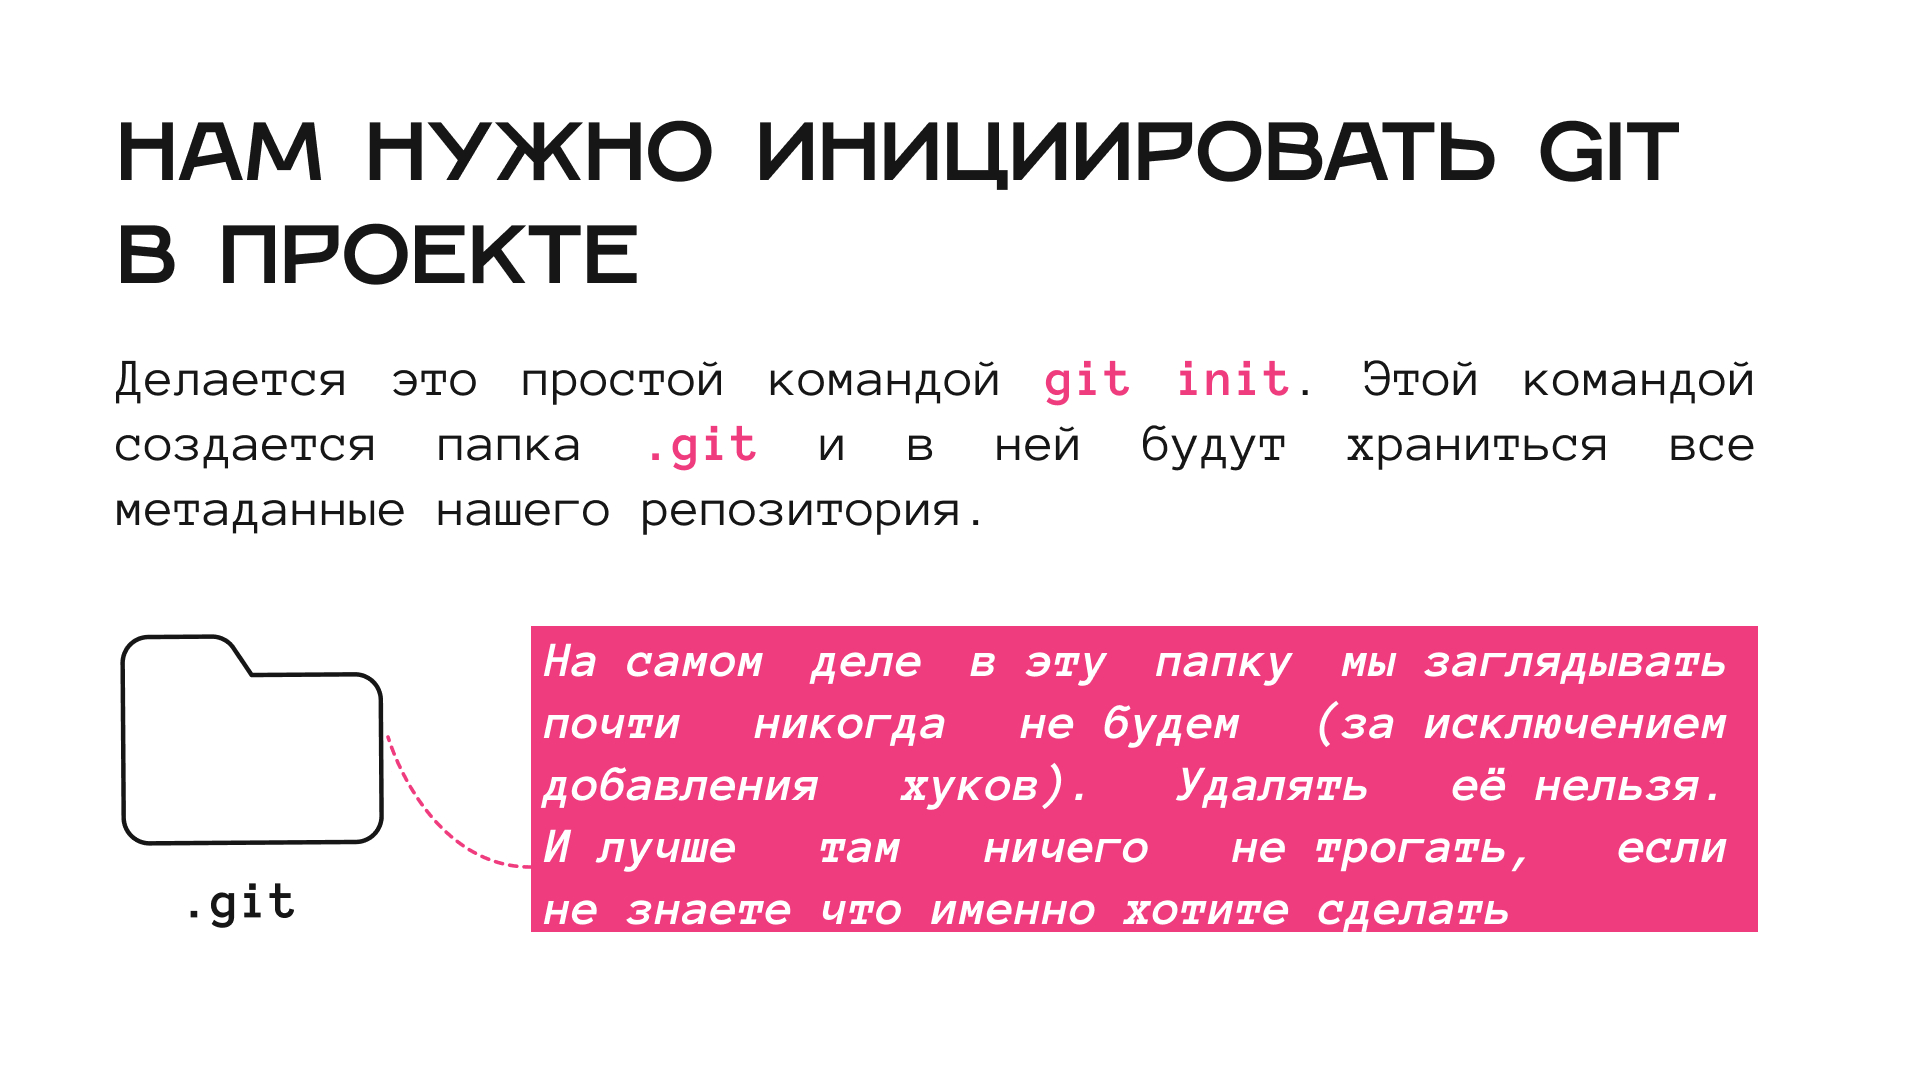 НАМ НУЖНО ИНИЦИИРОВАТЬ GIT
В ПРОЕКТЕ
Делается это простой командой git init. Этой командой
создается папка .git и в ней будут храниться все
метаданные нашего репозитория.
На самом деле в эту папку мы заглядывать
почти никогда не будем (за исключением
добавления хуков). Удалять её нельзя.
И лучше там ничего не трогать, если
не знаете что именно хотите сделать
.git